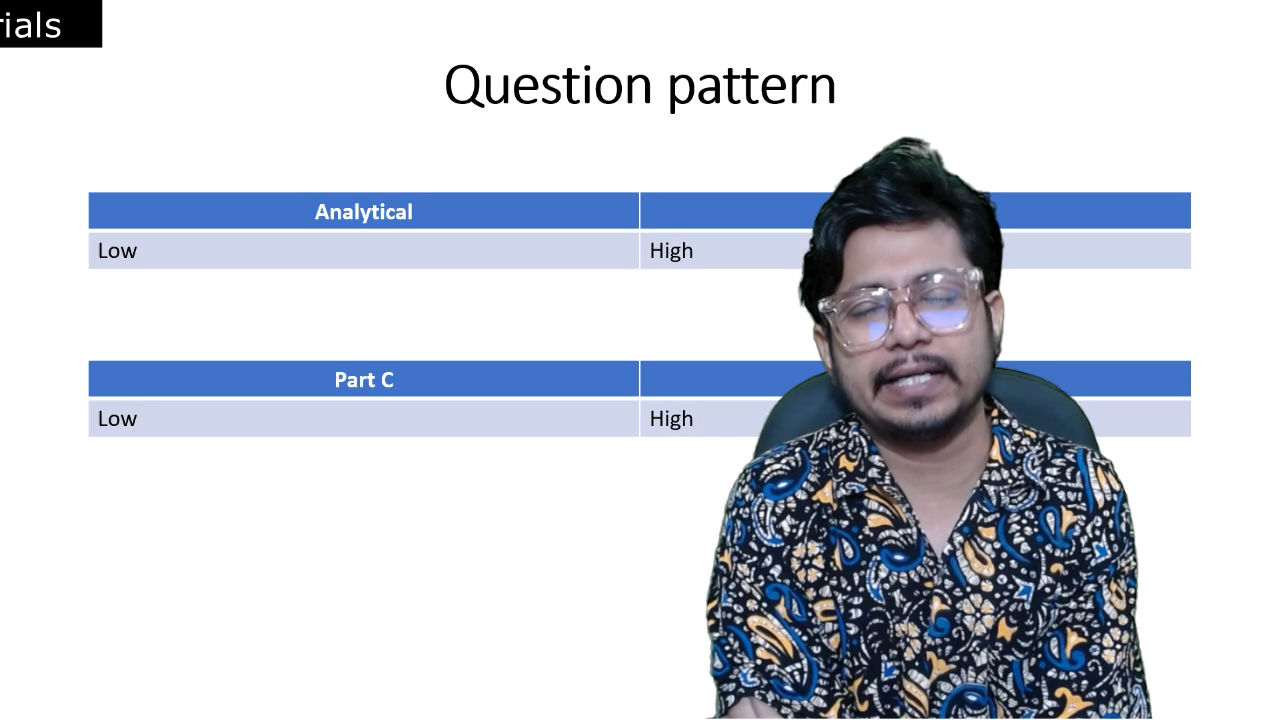 rials
Question pattern
Analytical
Low High
Part C
Low High